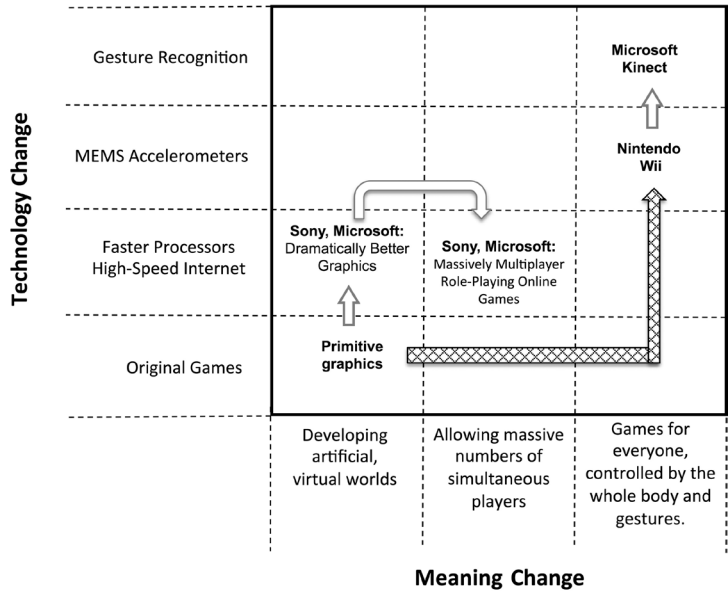 Technology Change
Gesture Recognition
Microsoft
Kinect
MEMS Accelerometers
Nintendo
Wii
Faster Processors
High-Speed Internet
Sony, Microsoft:
Dramatically Better
Graphics
Sony, Microsoft:
Massively Multiplayer
Role-Playing Online
Games
Original Games
Primitive
graphics
Developing
artificial,
virtual worlds
Allowing massive
numbers of
simultaneous
players
Games for
everyone,
controlled by the
whole body and
gestures.
Meaning Change